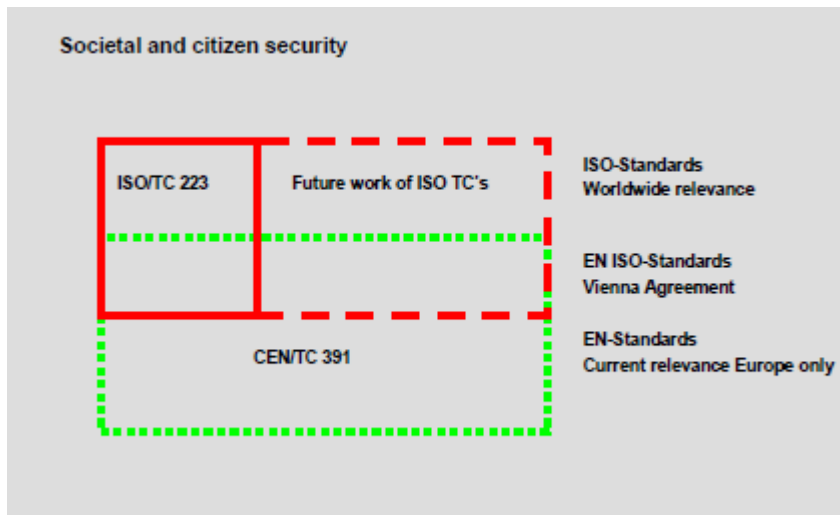 Societal and citizen security
ISO/TC 223
Future work of ISO TC's
ISO-Standards
Worldwide relevance
EN ISO-Standards
Vienna Agreement
CEN/TC 391
EN-Standards
Current relevance Europe only